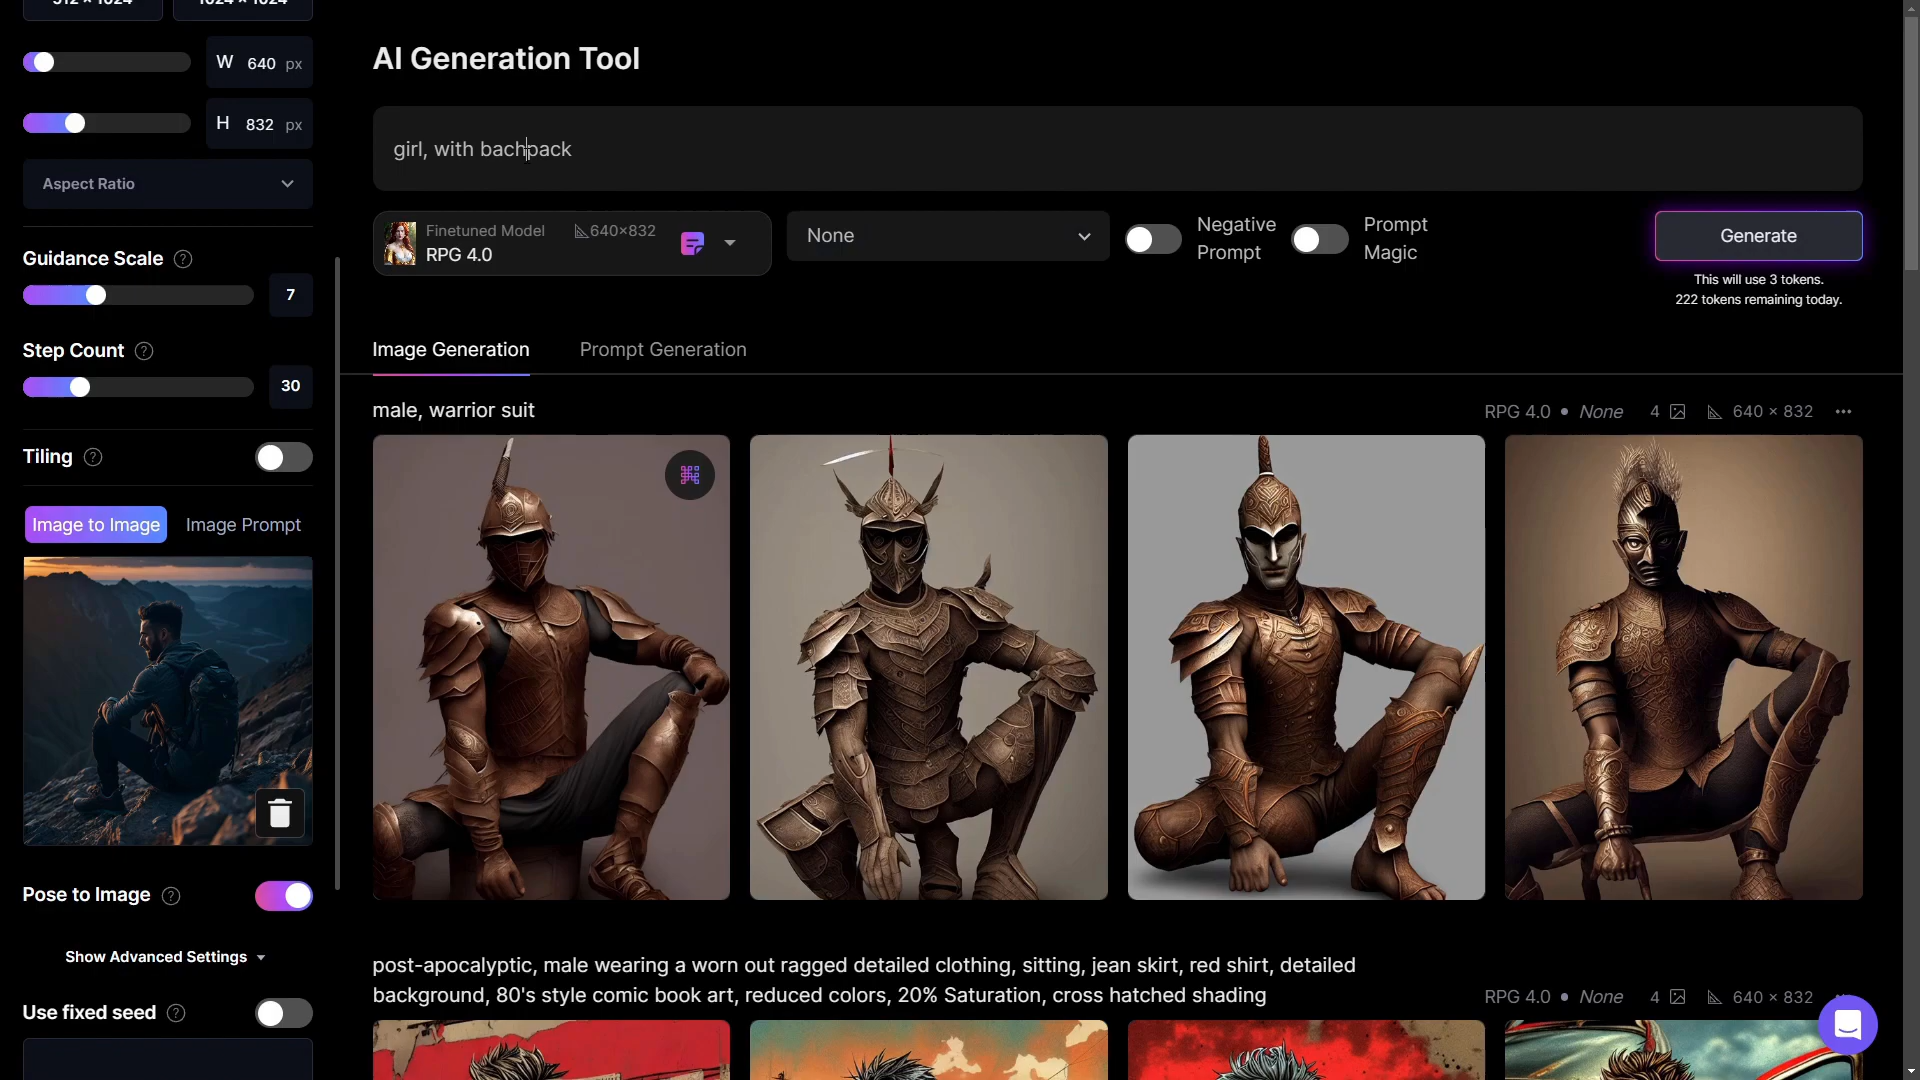 512 × 1024
1024 × 1024
W 640 px
H 832 px
Aspect Ratio
Guidance Scale ?
7
Step Count ?
30
Tiling ?
Image to Image
Image Prompt
Pose to Image ?
Show Advanced Settings
Use fixed seed ?
AI Generation Tool
girl, with bachpack
Finetuned Model 640×832
RPG 4.0
None
Negative
Prompt
Prompt
Magic
Generate
This will use 3 tokens.
222 tokens remaining today.
Image Generation
Prompt Generation
male, warrior suit
RPG 4.0 • None 4 640 × 832
post-apocalyptic, male wearing a worn out ragged detailed clothing, sitting, jean skirt, red shirt, detailed
background, 80's style comic book art, reduced colors, 20% Saturation, cross hatched shading
RPG 4.0 • None 4 640 × 832